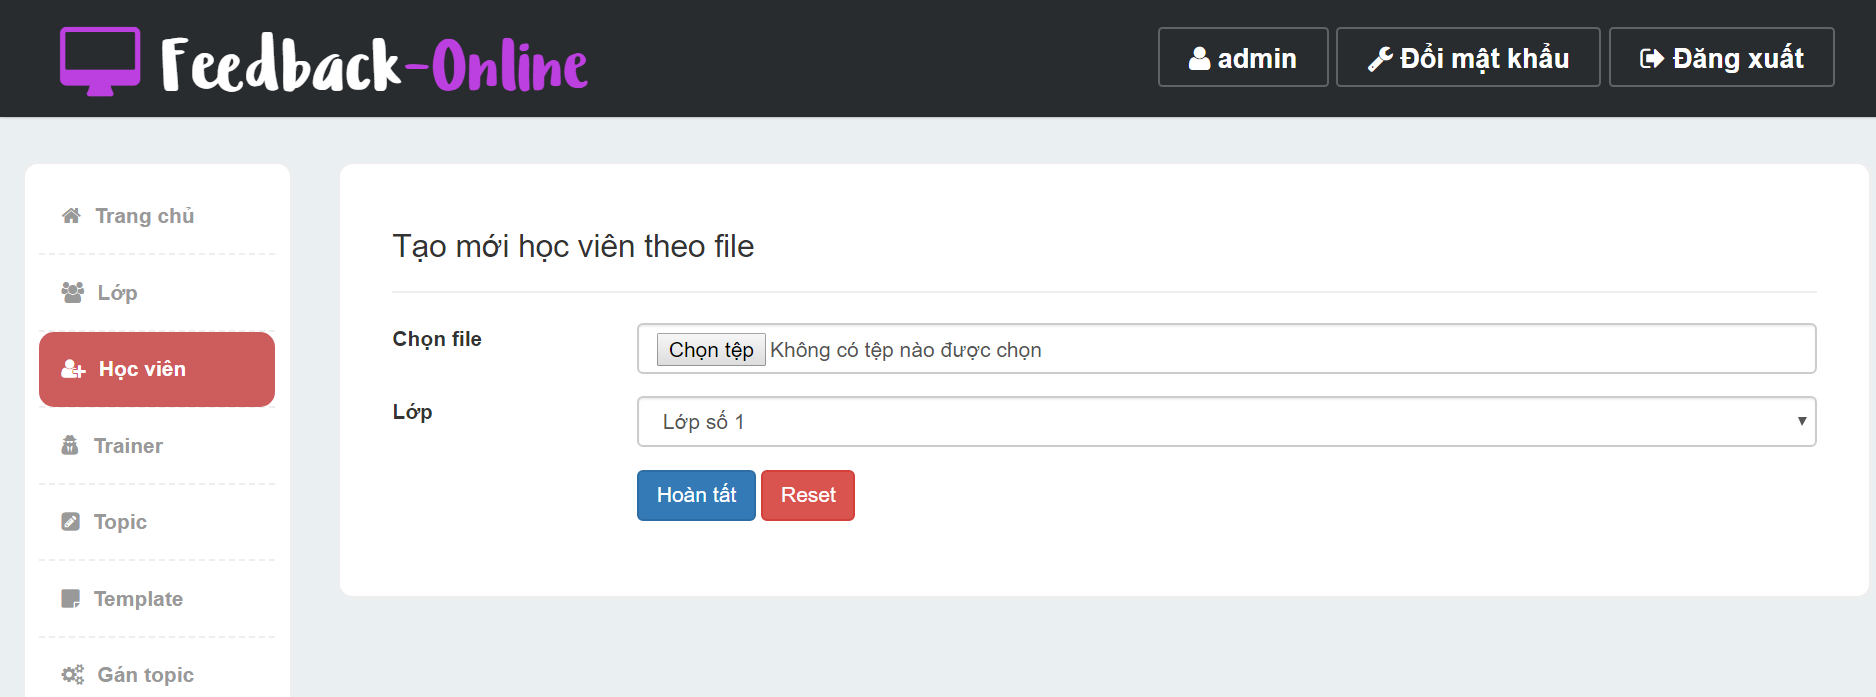 Feedback-Online
admin
Đổi mật khẩu
Đăng xuất
Trang chủ
Lớp
Học viên
Trainer
Topic
Template
Gán topic
Tạo mới học viên theo file
Chọn file
Chọn tệp Không có tệp nào được chọn
Lớp
Lớp số 1
Hoàn tất
Reset